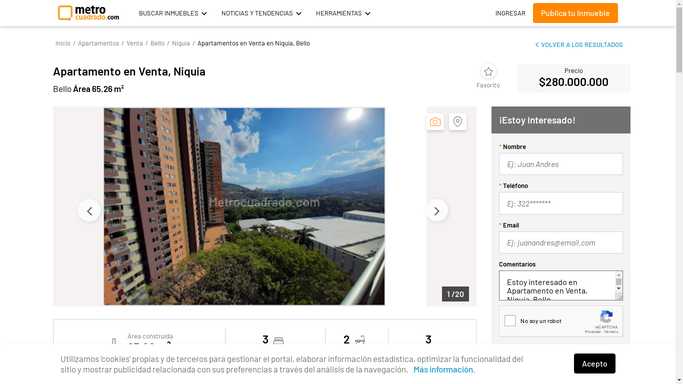 metro
cuadrado.com
BUSCAR INMUEBLES
NOTICIAS Y TENDENCIAS
HERRAMIENTAS
INGRESAR
Publica tu Inmueble
Inicio / Apartamentos / Venta / Bello / Niquia / Apartamentos en Venta en Niquia, Bello
VOLVER A LOS RESULTADOS
Apartamento en Venta, Niquia
Bello Área 65.26 m²
Favorito
Precio
$280.000.000
Metrocuadrado.com
1 / 20
¡Estoy Interesado!
* Nombre
Ej: Juan Andres
* Teléfono
Ej: 322*******
* Email
Ej: juanandres@email.com
Comentarios
Estoy interesado en
Apartamento en Venta,
Niquia, Bello
No soy un robot
reCAPTCHA
Privacidad - Términos
Área construida
3
2
3
Utilizamos 'cookies' propias y de terceros para gestionar el portal, elaborar información estadística, optimizar la funcionalidad del
sitio y mostrar publicidad relacionada con sus preferencias a través del análisis de la navegación. Más información.
Acepto